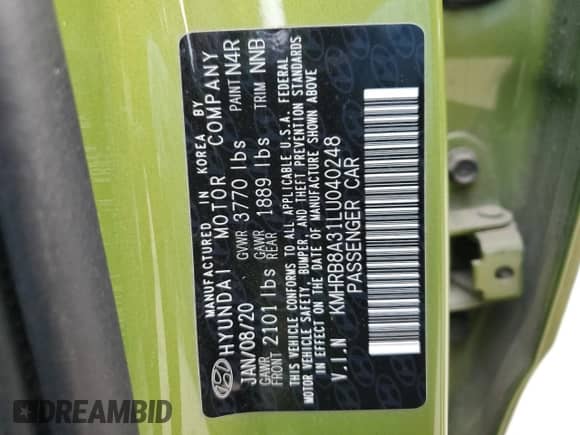 MANUFACTURED IN KOREA BY
HYUNDAI MOTOR COMPANY
JAN/08/20 GVWR 3770 lbs PAINT N4R
GAWR FRONT 2101 lbs GAWR REAR 1889 lbs TRIM NNB
THIS VEHICLE CONFORMS TO ALL APPLICABLE U.S.A. FEDERAL
MOTOR VEHICLE SAFETY, BUMPER, AND THEFT PREVENTION STANDARDS
IN EFFECT ON THE DATE OF MANUFACTURE SHOWN ABOVE.
V.I.N KMHRB8A31LU040248
PASSENGER CAR
DREAMBID